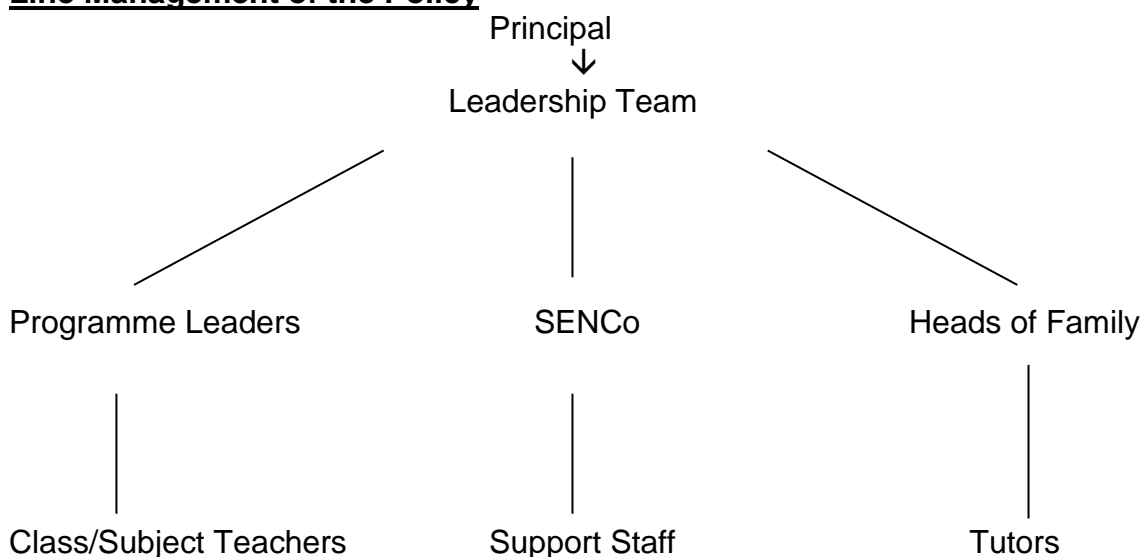 Line Management of the Policy
Principal
Leadership Team
Programme Leaders SENCo Heads of Family
Class/Subject Teachers Support Staff Tutors